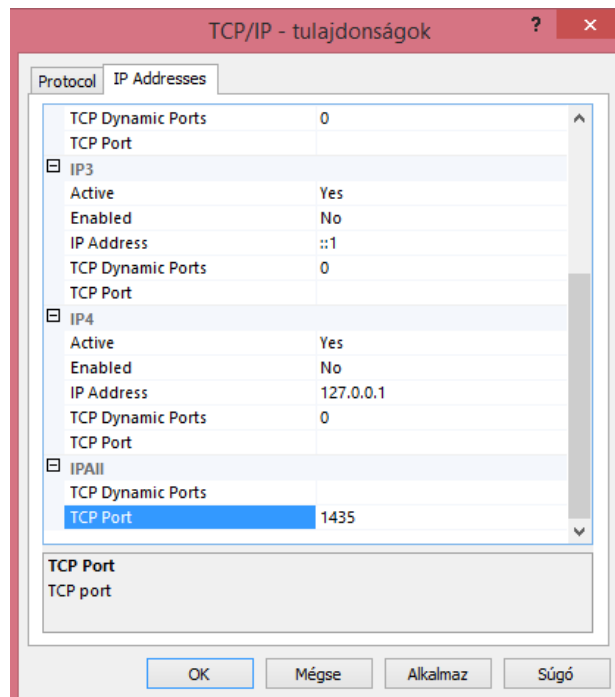 TCP/IP - tulajdonságok ? ×
Protocol IP Addresses
TCP Dynamic Ports 0
TCP Port
IP3
Active Yes
Enabled No
IP Address ::1
TCP Dynamic Ports 0
TCP Port
IP4
Active Yes
Enabled No
IP Address 127.0.0.1
TCP Dynamic Ports 0
TCP Port
IPAll
TCP Dynamic Ports
TCP Port 1435
TCP Port
TCP port
OK Mégse Alkalmaz Súgó